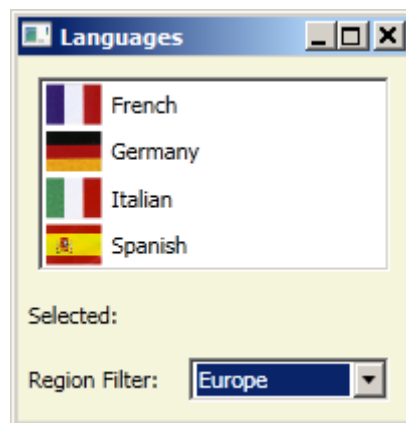 Languages
French
Germany
Italian
Spanish
Selected:
Region Filter: Europe